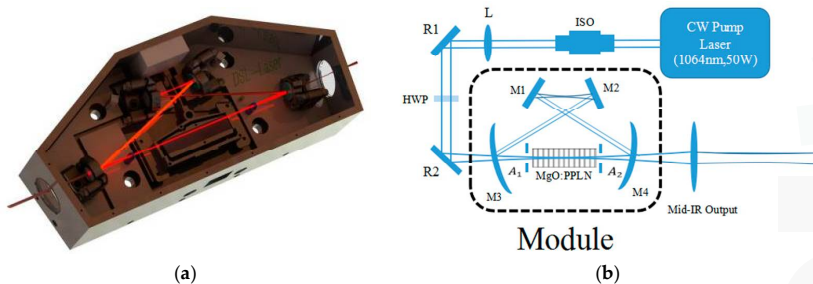 R1
L
ISO
CW Pump
Laser
(1064nm,50W)
M1
M2
HWP
R2
A₁
A₂
MgO:PPLN
M3
M4
Mid-IR Output
Module
(a)
(b)